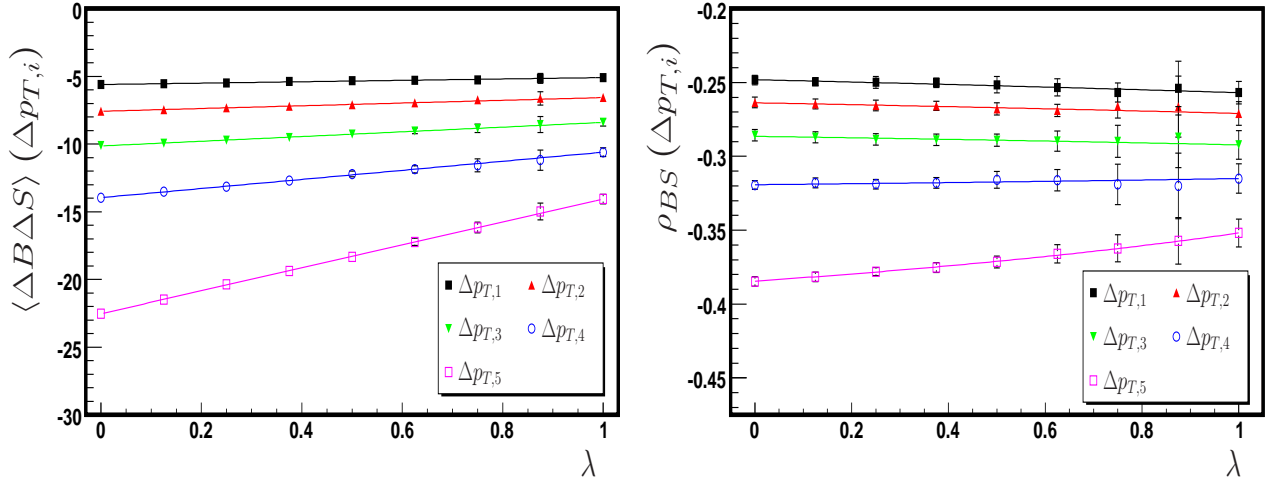 ⟨ΔBΔS⟩ (Δp_{T,i})
0
-5
-10
-15
-20
-25
-30
0 0.2 0.4 0.6 0.8 1
λ
Δp_{T,1} Δp_{T,2}
Δp_{T,3} Δp_{T,4}
Δp_{T,5}
ρ_{BS} (Δp_{T,i})
-0.2
-0.25
-0.3
-0.35
-0.4
-0.45
0 0.2 0.4 0.6 0.8 1
λ
Δp_{T,1} Δp_{T,2}
Δp_{T,3} Δp_{T,4}
Δp_{T,5}